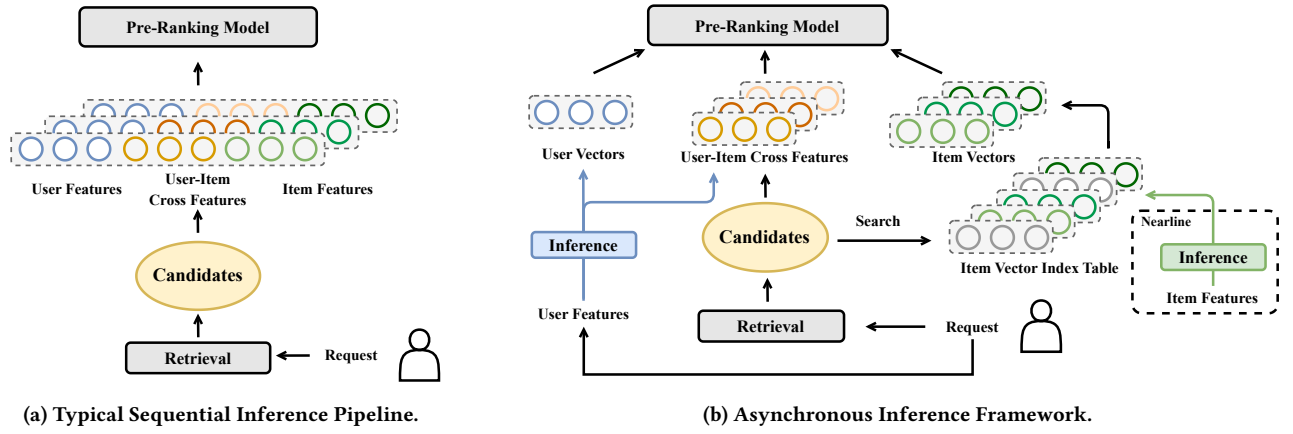 Pre-Ranking Model
User Features
User-Item
Cross Features
Item Features
Candidates
Retrieval
Request
(a) Typical Sequential Inference Pipeline.
Pre-Ranking Model
User Vectors
User-Item Cross Features
Item Vectors
Inference
Candidates
Search
Item Vector Index Table
Nearline
Inference
Item Features
User Features
Retrieval
Request
(b) Asynchronous Inference Framework.